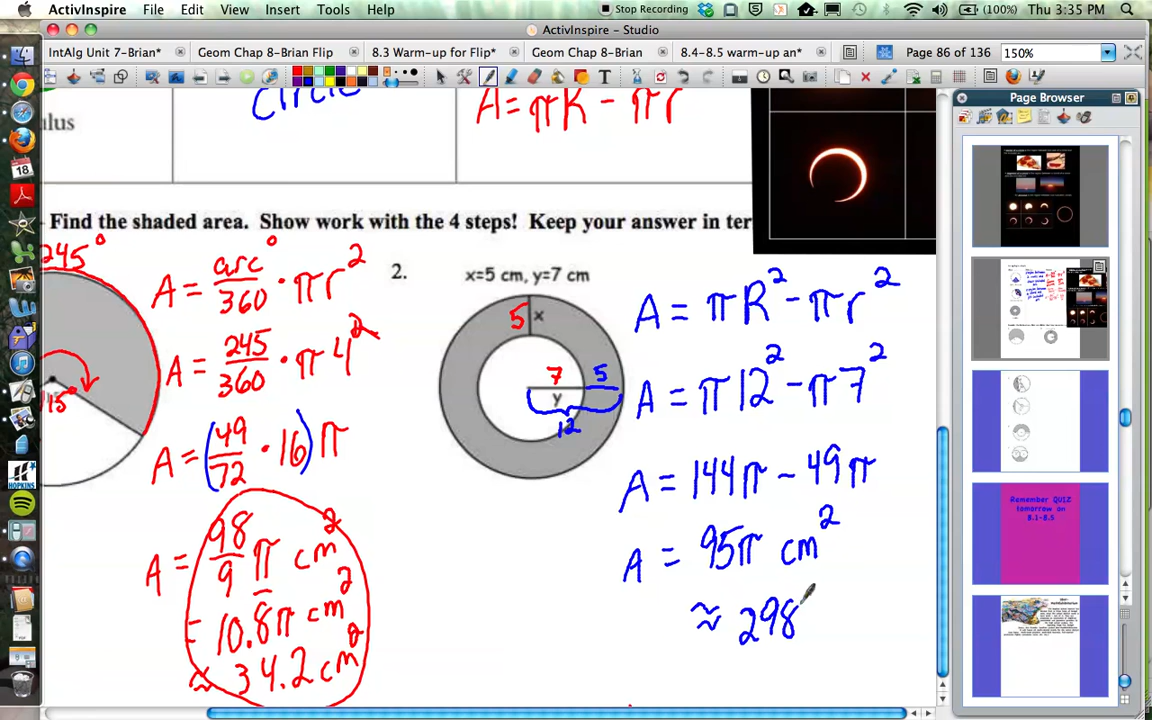 ActivInspire File Edit View Insert Tools Help Stop Recording (100%) Thu 3:35 PM
ActivInspire - Studio
IntAlg Unit 7-Brian* Geom Chap 8-Brian Flip 8.3 Warm-up for Flip* Geom Chap 8-Brian 8.4-8.5 warm-up an* Page 86 of 136 150%
Page Browser
Circle
A = πR - πr
ulus
Find the shaded area. Show work with the 4 steps! Keep your answer in ter
245°
A = arc°/360 · πr²
A = 245/360 · π4²
A = (49/72 · 16)π
A = 98/9 π cm²
= 10.8π cm²
≈ 34.2 cm²
15°
2.
x=5 cm, y=7 cm
5 x
7 5
y
12
A = πR² - πr²
A = π12² - π7²
A = 144π - 49π
A = 95π cm²
≈ 298
Remember QUIZ
tomorrow on
8.1-8.5
18
HOPKINS